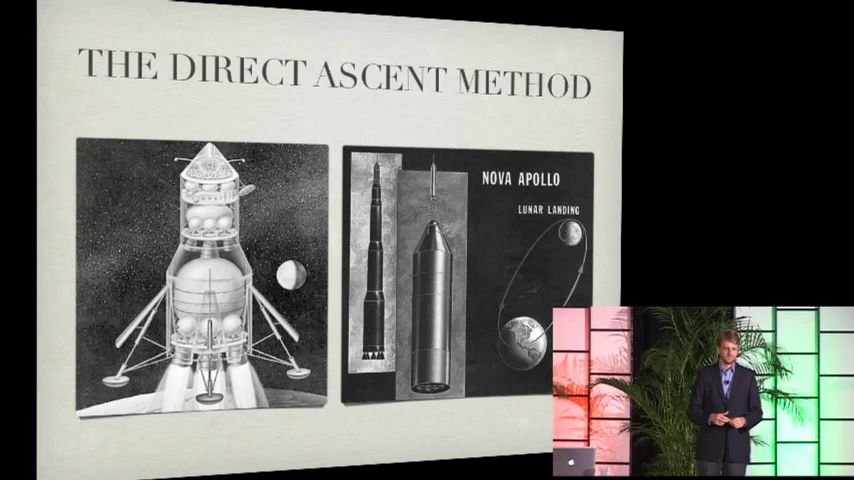 THE DIRECT ASCENT METHOD
NOVA APOLLO
LUNAR LANDING